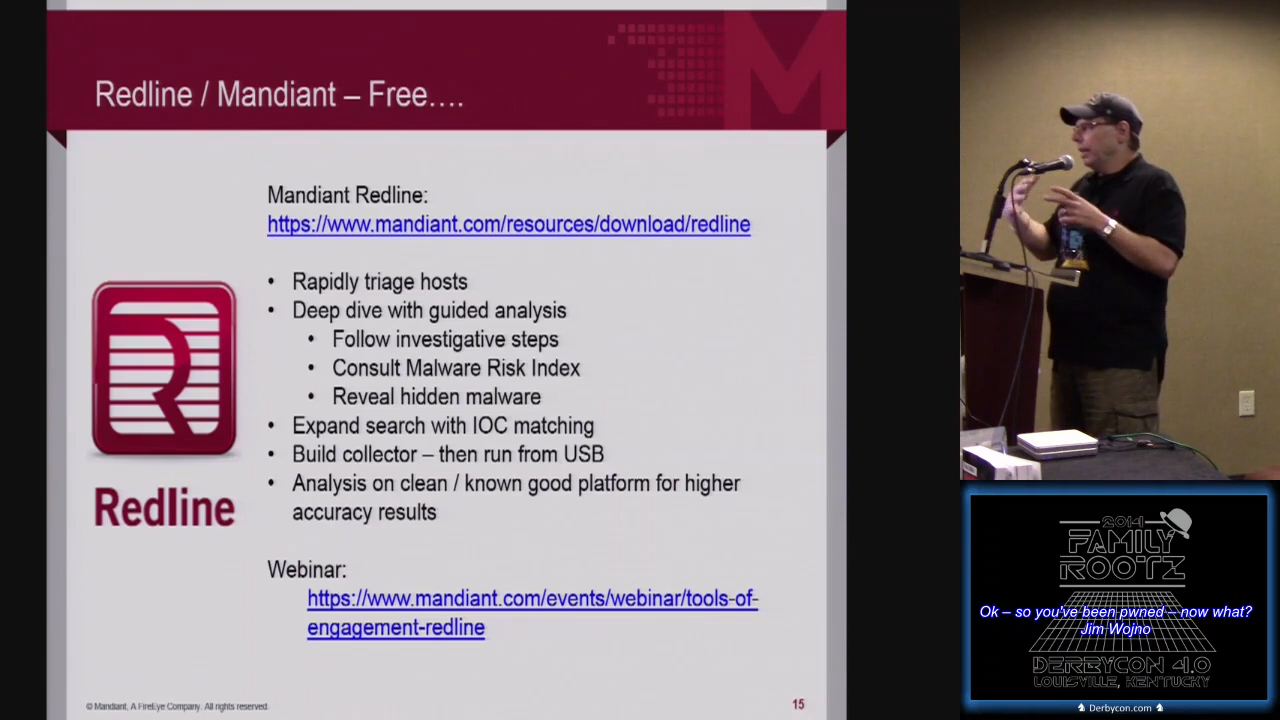 Redline / Mandiant – Free….
Mandiant Redline:
https://www.mandiant.com/resources/download/redline
• Rapidly triage hosts
• Deep dive with guided analysis
• Follow investigative steps
• Consult Malware Risk Index
• Reveal hidden malware
• Expand search with IOC matching
• Build collector – then run from USB
• Analysis on clean / known good platform for higher
accuracy results
Webinar:
https://www.mandiant.com/events/webinar/tools-of-
engagement-redline
R
Redline
© Mandiant, A FireEye Company. All rights reserved.
15
M
2014
FAMILY
ROOTZ
Ok – so you've been pwned – now what?
Jim Wojno
DERBYCON 4.0
LOUISVILLE, KENTUCKY
Derbycon.com